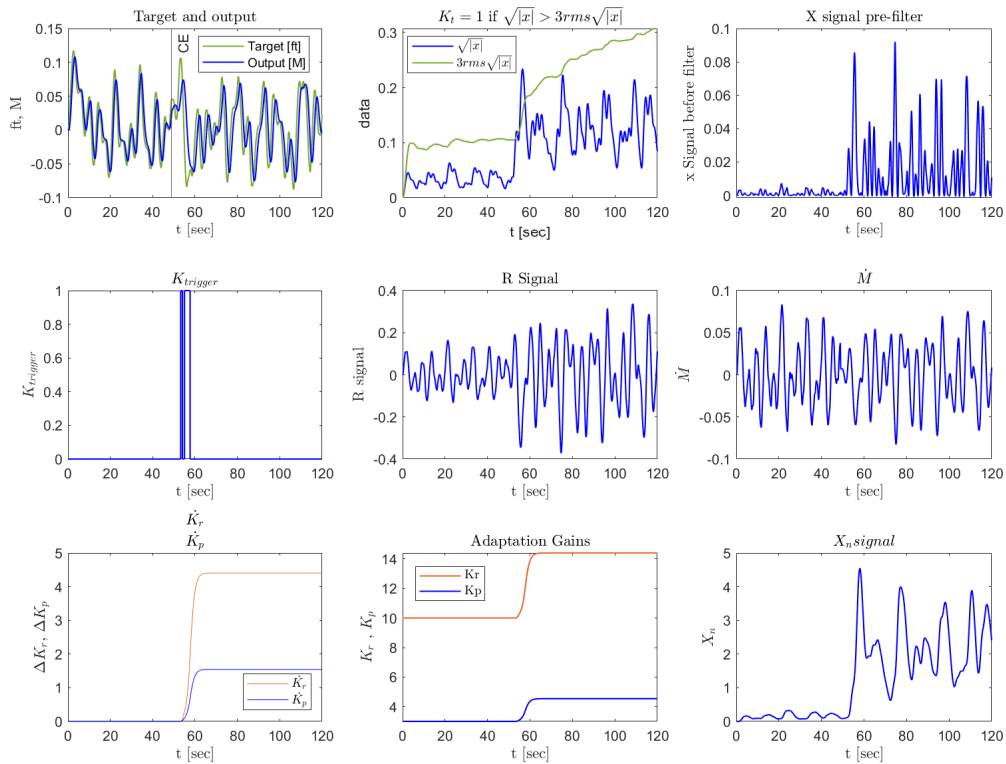 Target and output
ft, M
0.15
0.1
0.05
0
-0.05
-0.1
CE
Target [ft]
Output [M]
0 20 40 60 80 100 120
t [sec]
K_t = 1 if √|x| > 3rms√|x|
data
0.3
0.2
0.1
0
√|x|
3rms√|x|
0 20 40 60 80 100 120
t [sec]
X signal pre-filter
x Signal before filter
0.1
0.08
0.06
0.04
0.02
0
0 20 40 60 80 100 120
t [sec]
K_trigger
K_trigger
1
0.8
0.6
0.4
0.2
0
0 20 40 60 80 100 120
t [sec]
R Signal
R signal
0.4
0.2
0
-0.2
-0.4
0 20 40 60 80 100 120
t [sec]
Ṁ
Ṁ
0.1
0.05
0
-0.05
-0.1
0 20 40 60 80 100 120
t [sec]
K̇_r
K̇_p
ΔK_r, ΔK_p
5
4
3
2
1
0
K̇_r
K̇_p
0 20 40 60 80 100 120
t [sec]
Adaptation Gains
K_r , K_p
14
12
10
8
6
4
Kr
Kp
0 20 40 60 80 100 120
t [sec]
X_n signal
X_n
5
4
3
2
1
0
0 20 40 60 80 100 120
t [sec]